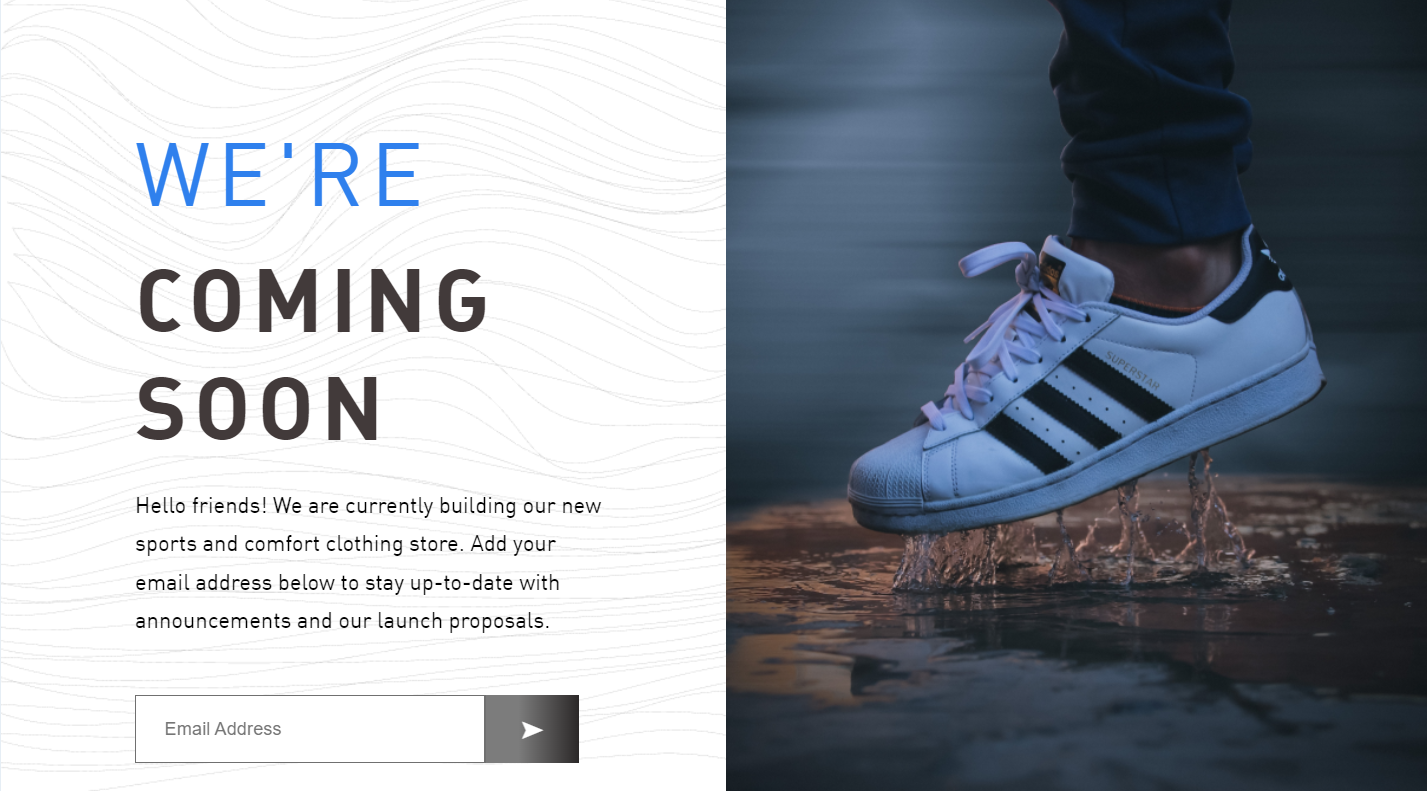 WE'RE
COMING
SOON
Hello friends! We are currently building our new
sports and comfort clothing store. Add your
email address below to stay up-to-date with
announcements and our launch proposals.
Email Address
SUPERSTAR